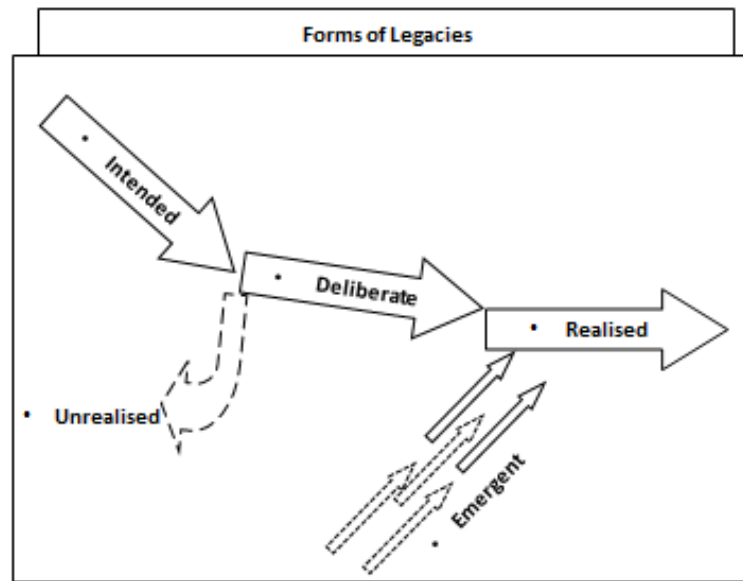 Forms of Legacies
• Intended
• Deliberate
• Realised
• Unrealised
• Emergent